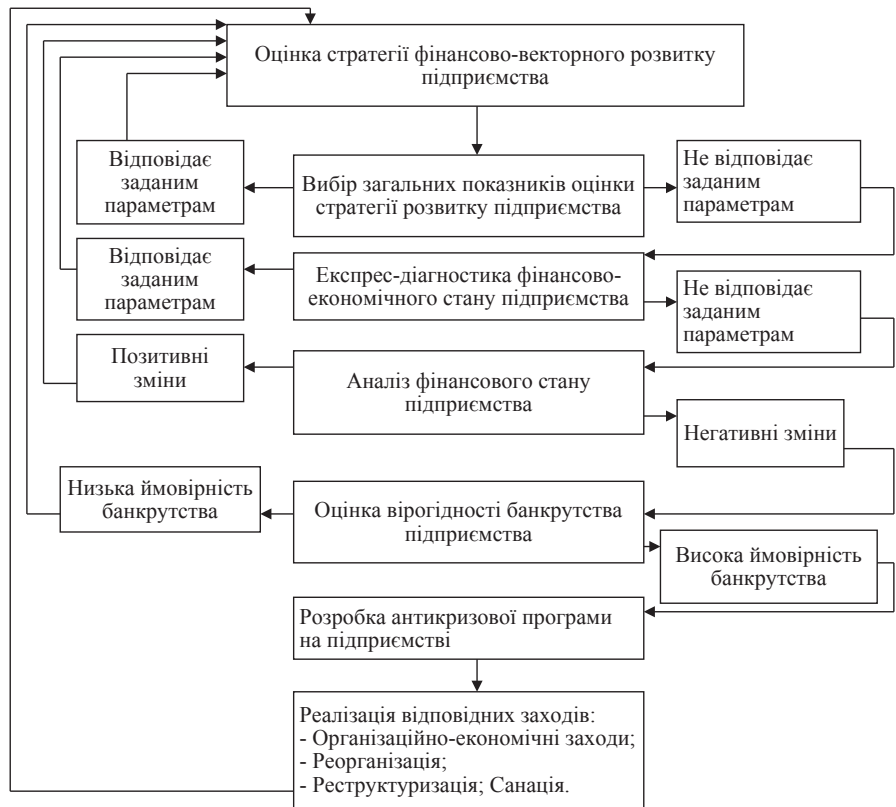 Оцінка стратегії фінансово-векторного розвитку
підприємства
Відповідає
заданим
параметрам
Вибір загальних показників оцінки
стратегії розвитку підприємства
Не відповідає
заданим
параметрам
Відповідає
заданим
параметрам
Експрес-діагностика фінансово-
економічного стану підприємства
Не відповідає
заданим
параметрам
Позитивні
зміни
Аналіз фінансового стану
підприємства
Негативні зміни
Низька ймовірність
банкрутства
Оцінка вірогідності банкрутства
підприємства
Висока ймовірність
банкрутства
Розробка антикризової програми
на підприємстві
Реалізація відповідних заходів:
- Організаційно-економічні заходи;
- Реорганізація;
- Реструктуризація; Санація.